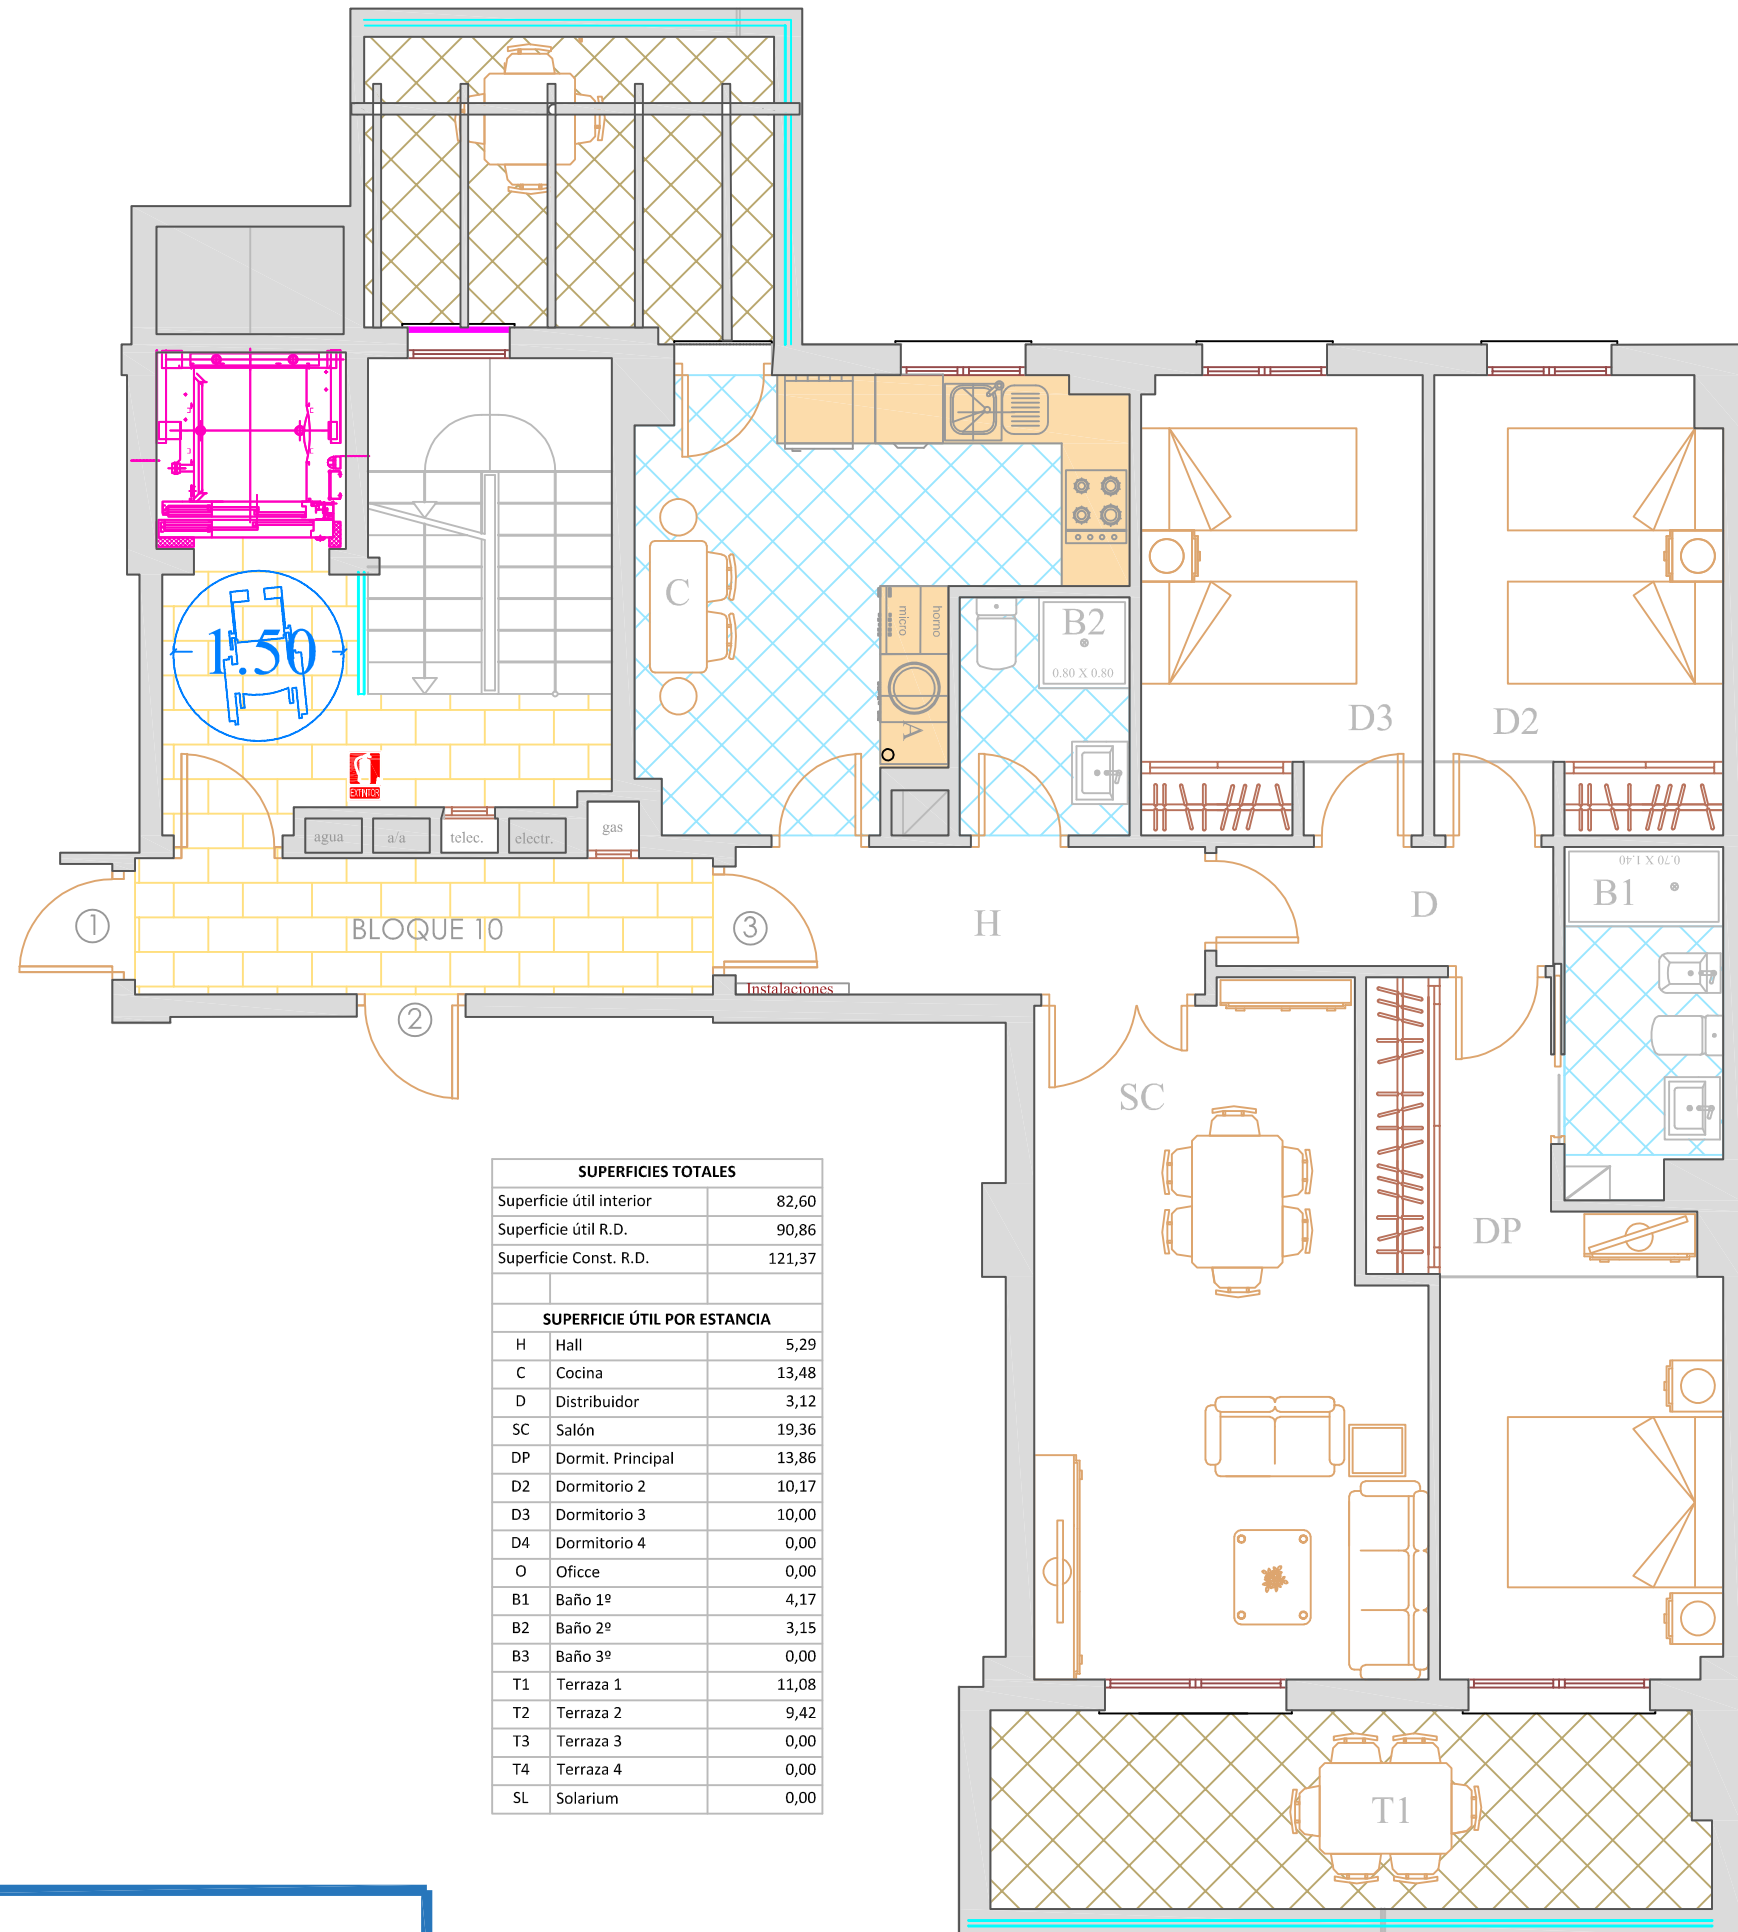 1.50
EXTINTOR
C
micro
horno
A
B2
0.80 X 0.80
D3
D2
agua
a/a
telec.
electr.
gas
1
BLOQUE 10
3
2
Instalaciones
H
D
0.70 X 1.40
B1
SC
DP
T1
SUPERFICIES TOTALES
Superficie útil interior 82,60
Superficie útil R.D. 90,86
Superficie Const. R.D. 121,37
SUPERFICIE ÚTIL POR ESTANCIA
H Hall 5,29
C Cocina 13,48
D Distribuidor 3,12
SC Salón 19,36
DP Dormit. Principal 13,86
D2 Dormitorio 2 10,17
D3 Dormitorio 3 10,00
D4 Dormitorio 4 0,00
O Oficce 0,00
B1 Baño 1º 4,17
B2 Baño 2º 3,15
B3 Baño 3º 0,00
T1 Terraza 1 11,08
T2 Terraza 2 9,42
T3 Terraza 3 0,00
T4 Terraza 4 0,00
SL Solarium 0,00